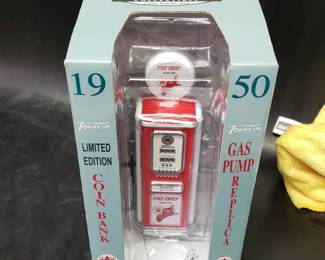 19
50
TOKHEIM
TOKHEIM
LIMITED
EDITION
COIN BANK
GAS
PUMP
REPLICA
FIRE CHIEF
FIRE CHIEF